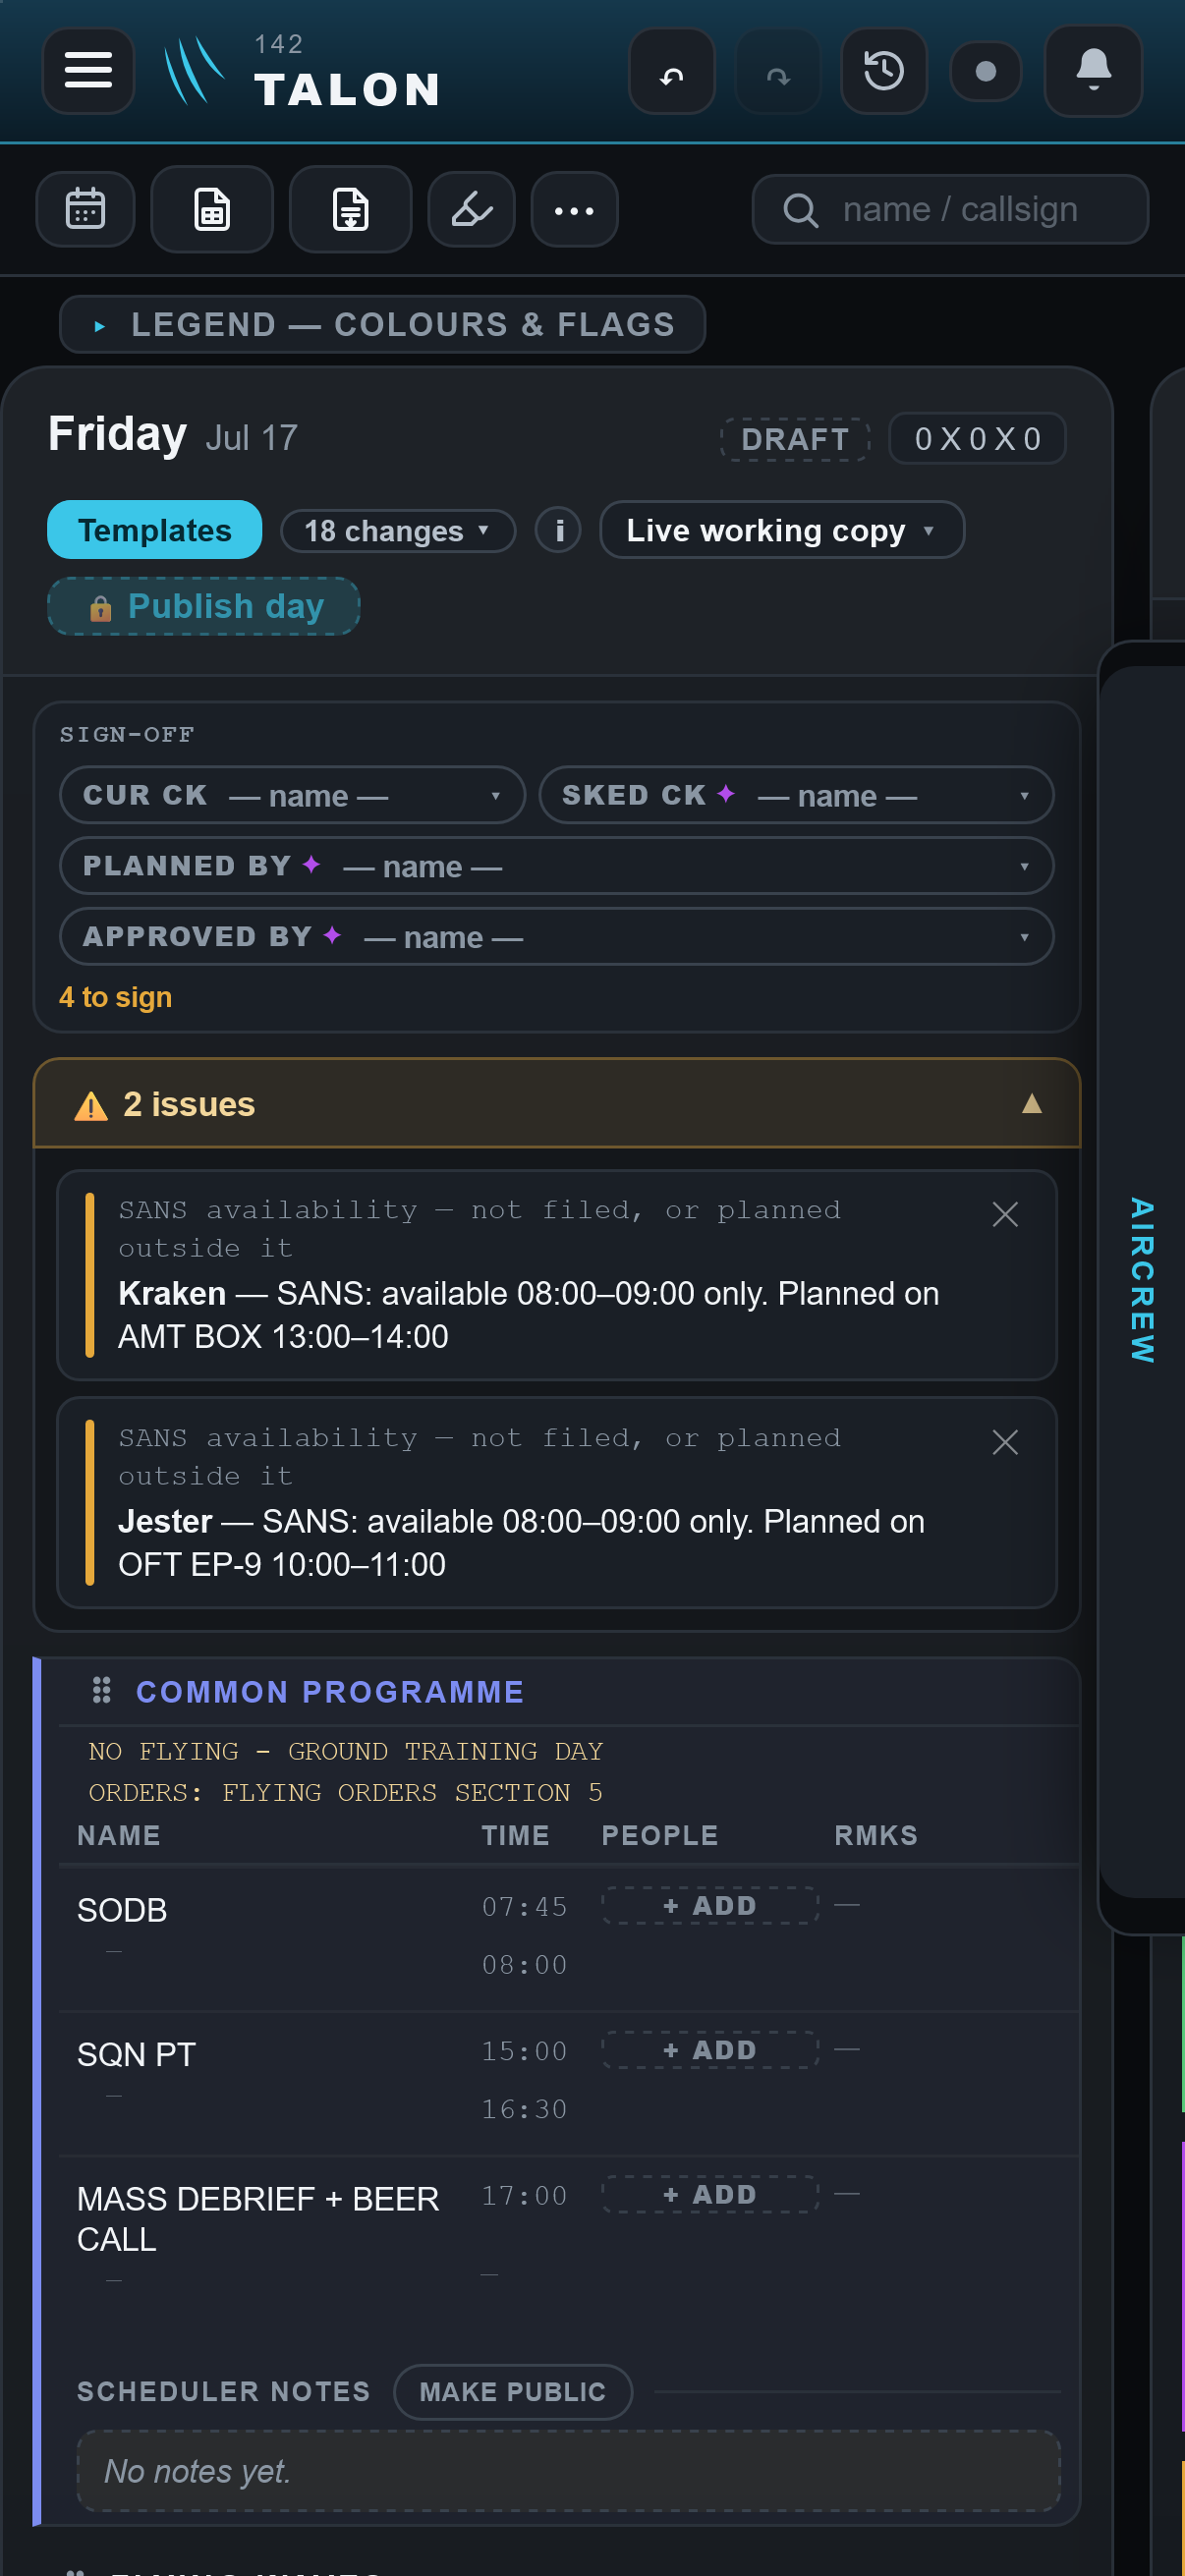 142
TALON
name / callsign
LEGEND — COLOURS & FLAGS
Friday Jul 17 DRAFT 0 X 0 X 0
Templates 18 changes i Live working copy
Publish day
SIGN-OFF
CUR CK — name — SKED CK — name —
PLANNED BY — name —
APPROVED BY — name —
4 to sign
2 issues
SANS availability — not filed, or planned
outside it
Kraken — SANS: available 08:00–09:00 only. Planned on
AMT BOX 13:00–14:00
SANS availability — not filed, or planned
outside it
Jester — SANS: available 08:00–09:00 only. Planned on
OFT EP-9 10:00–11:00
AIRCREW
COMMON PROGRAMME
NO FLYING - GROUND TRAINING DAY
ORDERS: FLYING ORDERS SECTION 5
NAME TIME PEOPLE RMKS
SODB 07:45 + ADD —
— 08:00
SQN PT 15:00 + ADD —
— 16:30
MASS DEBRIEF + BEER 17:00 + ADD —
CALL
— —
SCHEDULER NOTES MAKE PUBLIC
No notes yet.